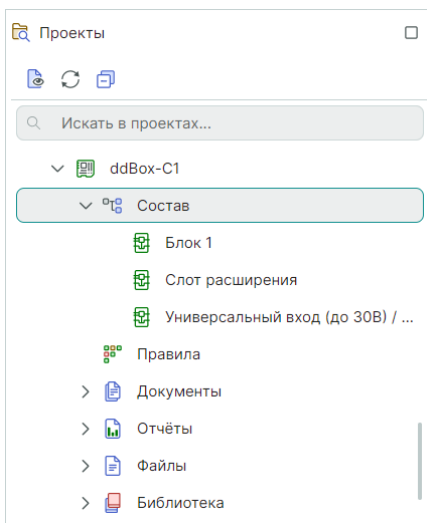 Проекты
Искать в проектах...
ddBox-C1
Состав
Блок 1
Слот расширения
Универсальный вход (до 30В) / ...
Правила
Документы
Отчёты
Файлы
Библиотека